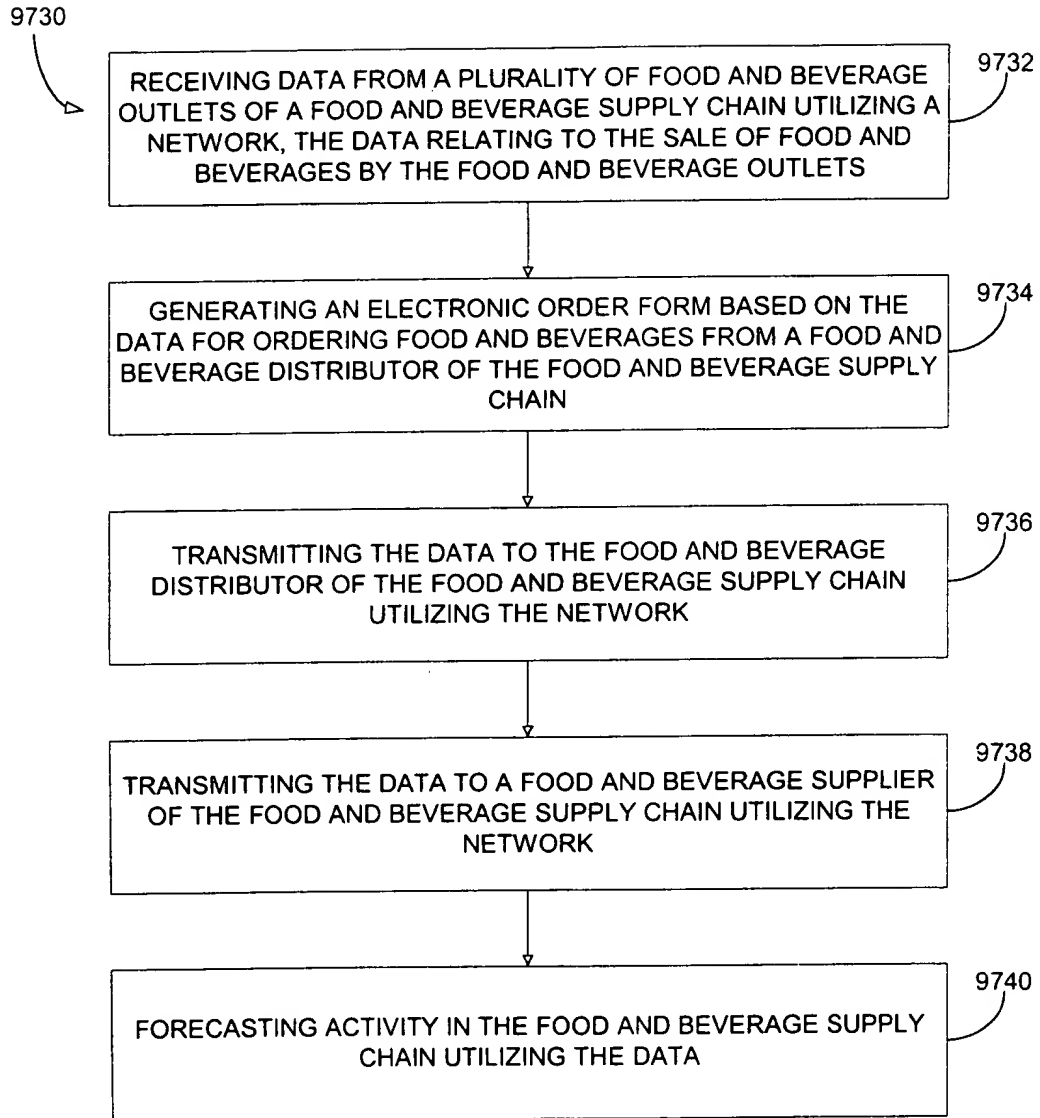 9730
RECEIVING DATA FROM A PLURALITY OF FOOD AND BEVERAGE
OUTLETS OF A FOOD AND BEVERAGE SUPPLY CHAIN UTILIZING A
NETWORK, THE DATA RELATING TO THE SALE OF FOOD AND
BEVERAGES BY THE FOOD AND BEVERAGE OUTLETS
9732
GENERATING AN ELECTRONIC ORDER FORM BASED ON THE
DATA FOR ORDERING FOOD AND BEVERAGES FROM A FOOD AND
BEVERAGE DISTRIBUTOR OF THE FOOD AND BEVERAGE SUPPLY
CHAIN
9734
TRANSMITTING THE DATA TO THE FOOD AND BEVERAGE
DISTRIBUTOR OF THE FOOD AND BEVERAGE SUPPLY CHAIN
UTILIZING THE NETWORK
9736
TRANSMITTING THE DATA TO A FOOD AND BEVERAGE SUPPLIER
OF THE FOOD AND BEVERAGE SUPPLY CHAIN UTILIZING THE
NETWORK
9738
FORECASTING ACTIVITY IN THE FOOD AND BEVERAGE SUPPLY
CHAIN UTILIZING THE DATA
9740